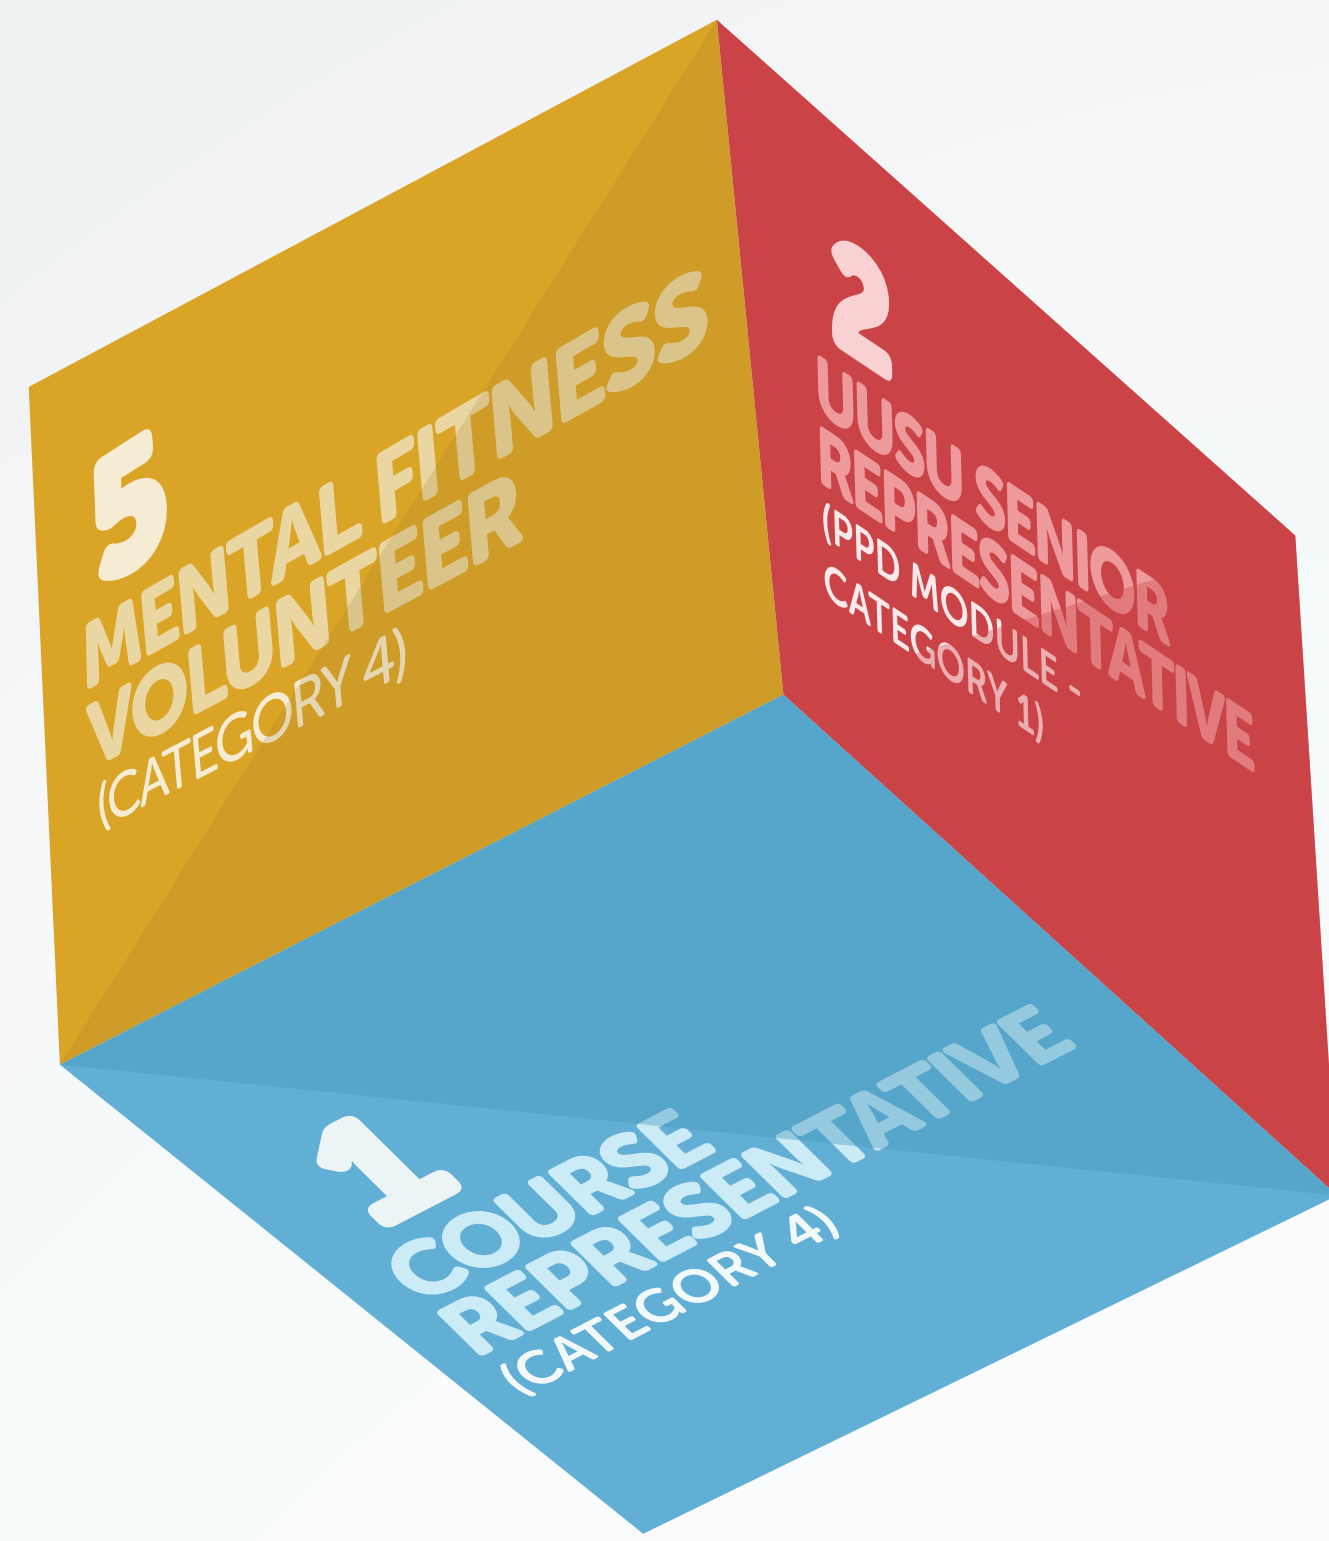 5
MENTAL FITNESS
VOLUNTEER
(CATEGORY 4)
2
UUSU SENIOR
REPRESENTATIVE
(PPD MODULE -
CATEGORY 1)
1
COURSE
REPRESENTATIVE
(CATEGORY 4)